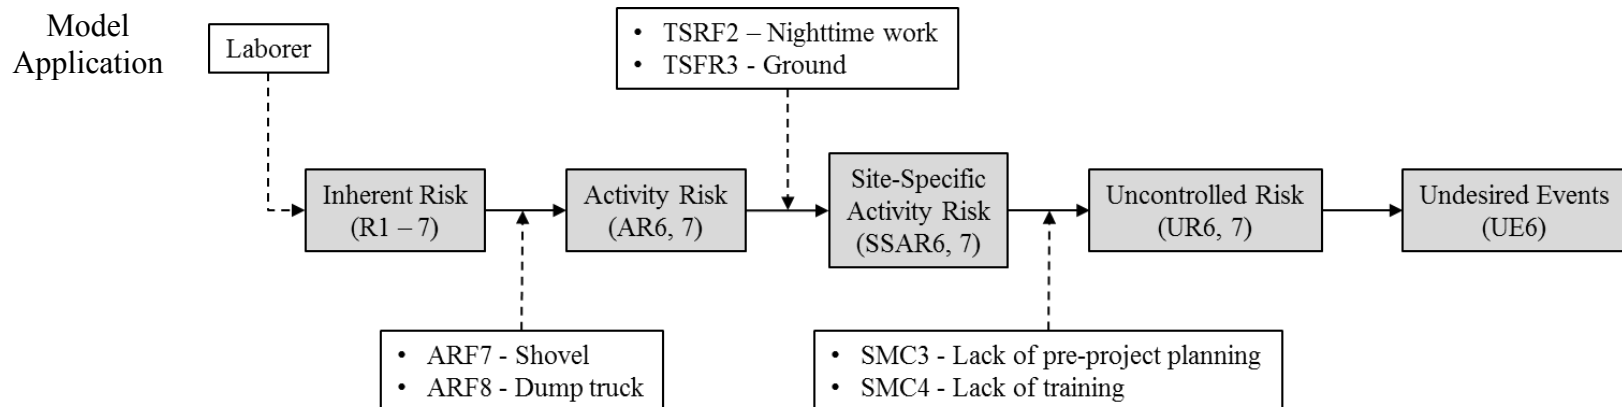 Model
Application
Laborer
• TSRF2 – Nighttime work
• TSFR3 - Ground
Inherent Risk
(R1 – 7)
Activity Risk
(AR6, 7)
Site-Specific
Activity Risk
(SSAR6, 7)
Uncontrolled Risk
(UR6, 7)
Undesired Events
(UE6)
• ARF7 - Shovel
• ARF8 - Dump truck
• SMC3 - Lack of pre-project planning
• SMC4 - Lack of training